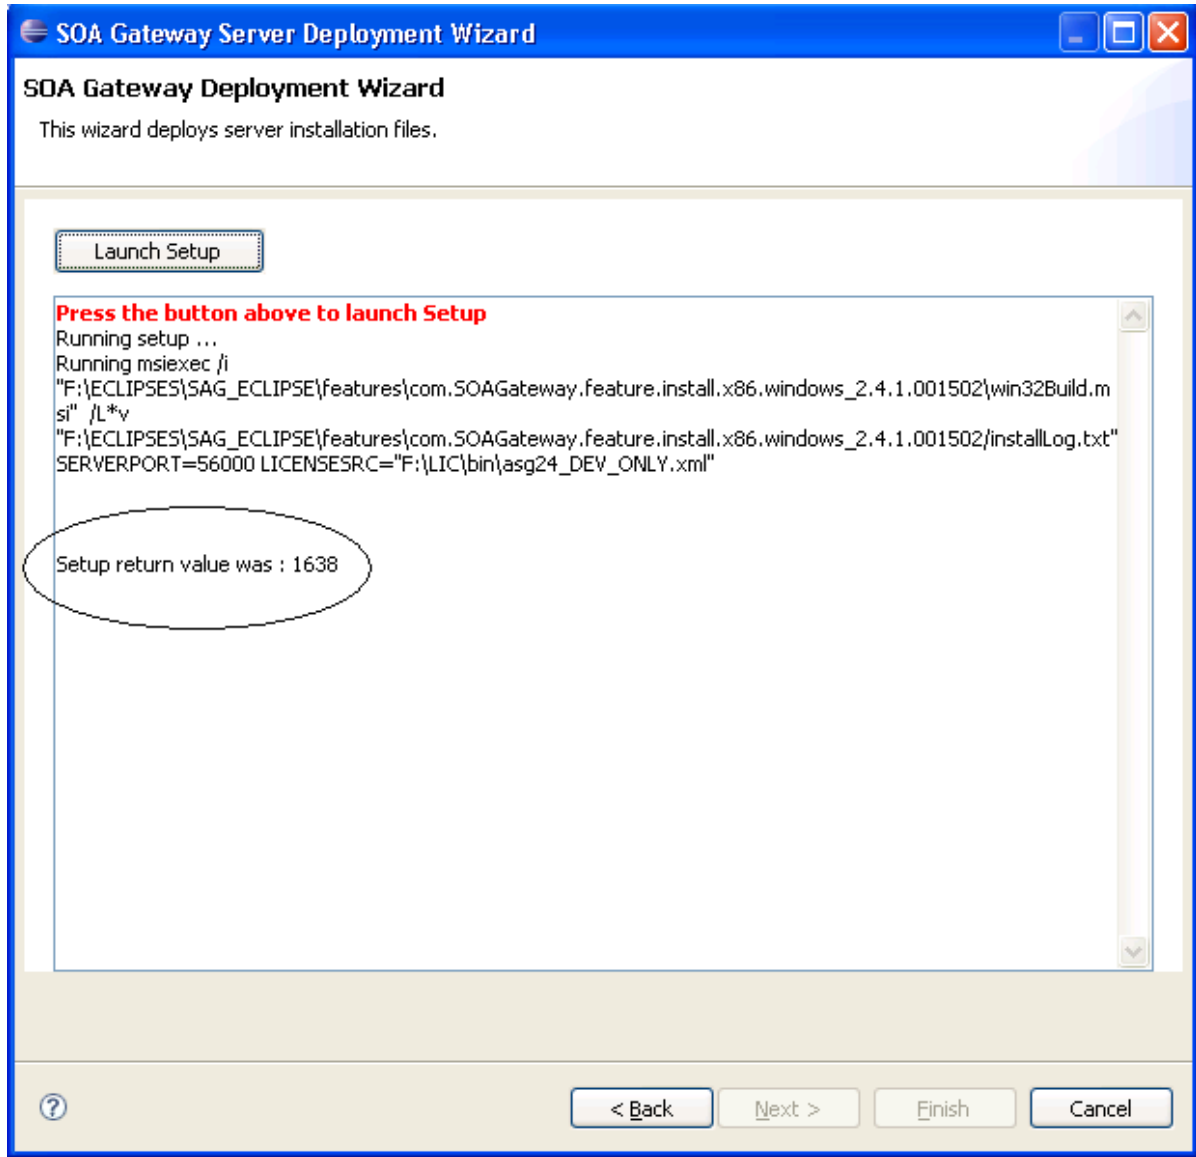 SOA Gateway Server Deployment Wizard
SOA Gateway Deployment Wizard
This wizard deploys server installation files.
Launch Setup
Press the button above to launch Setup
Running setup ...
Running msiexec /i
"F:\ECLIPSES\SAG_ECLIPSE\features\com.SOAGateway.feature.install.x86.windows_2.4.1.001502\win32Build.m
si"  /L*v
"F:\ECLIPSES\SAG_ECLIPSE\features\com.SOAGateway.feature.install.x86.windows_2.4.1.001502/installLog.txt"
SERVERPORT=56000 LICENSESRC="F:\LIC\bin\asg24_DEV_ONLY.xml"
Setup return value was : 1638
? < Back Next > Finish Cancel